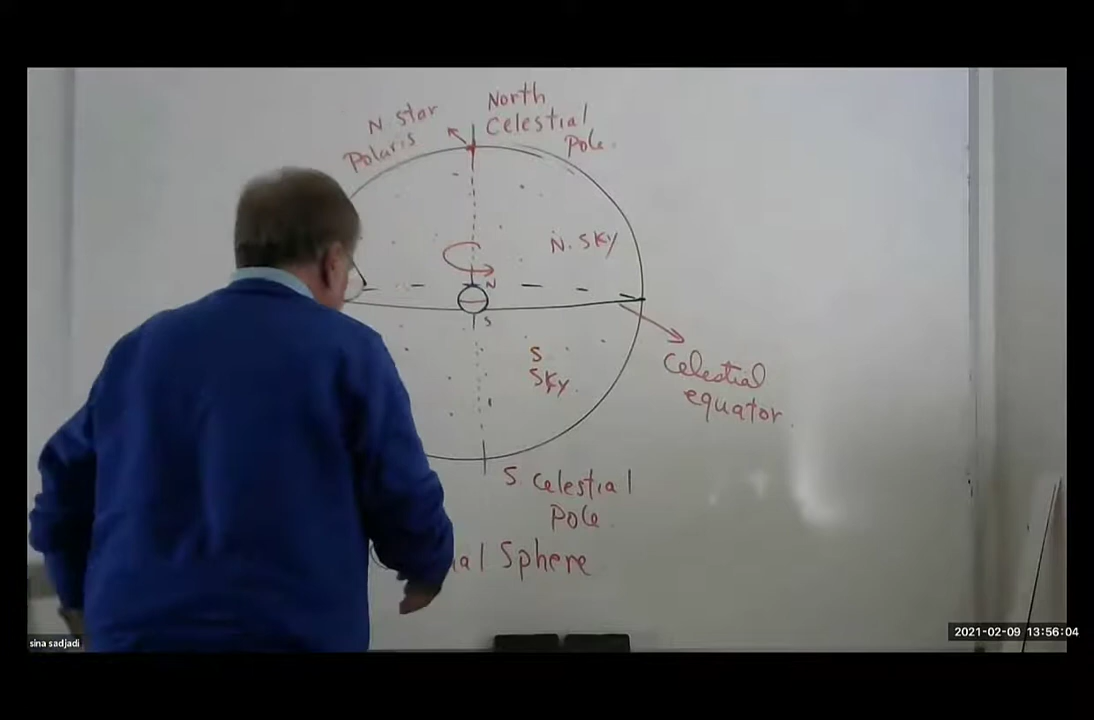 N Star
Polaris
North
Celestial
Pole.
N. SKY
N
S
S
SKY.
Celestial
equator.
S. Celestial
Pole.
Sphere
sina sadjadi
2021-02-09 13:56:04